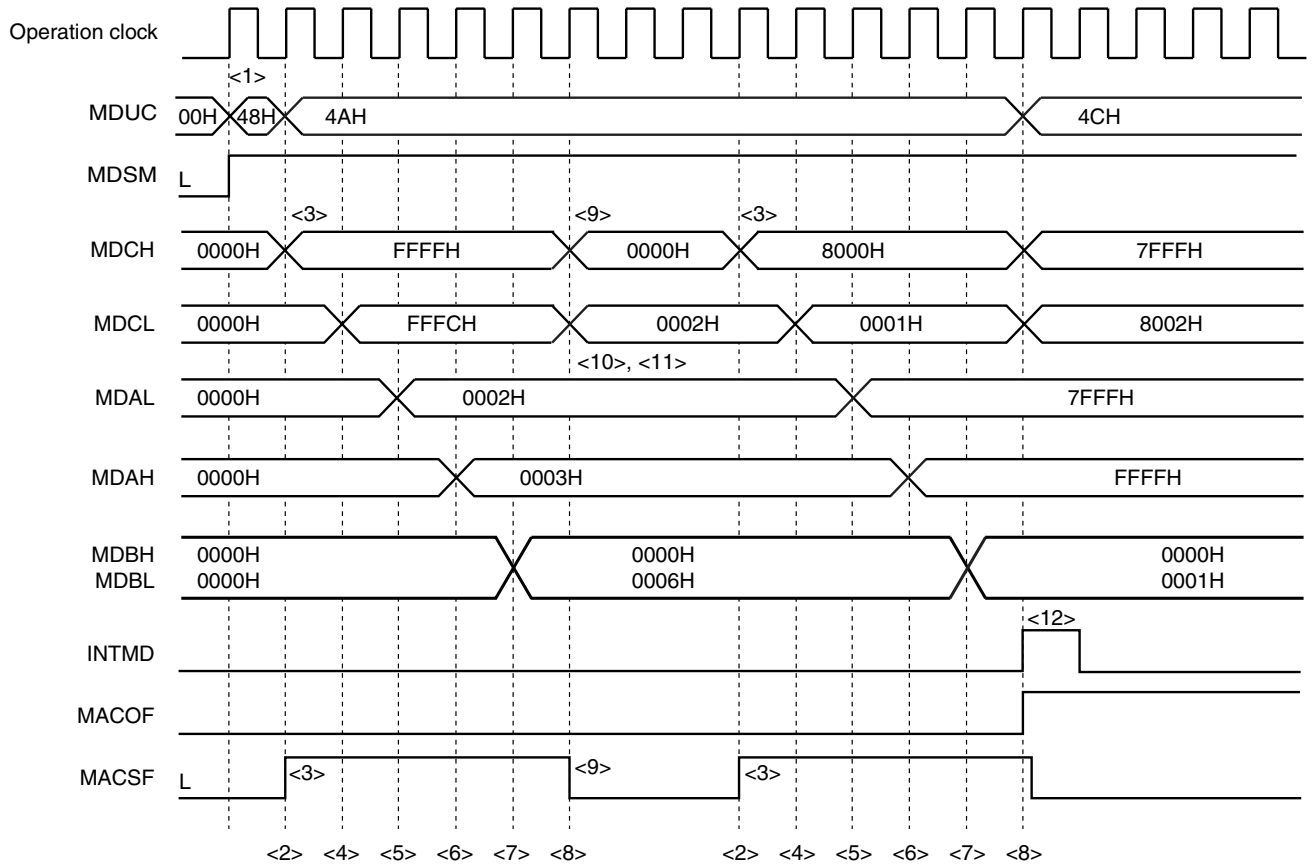 Operation clock
<1>
MDUC 00H 48H 4AH 4CH
MDSM L
<3> <9> <3>
MDCH 0000H FFFFH 0000H 8000H 7FFFH
MDCL 0000H FFFCH 0002H 0001H 8002H
<10>, <11>
MDAL 0000H 0002H 7FFFH
MDAH 0000H 0003H FFFFH
MDBH 0000H 0000H 0000H
MDBL 0000H 0006H 0001H
<12>
INTMD
MACOF
MACSF L <3> <9> <3>
<2> <4> <5> <6> <7> <8> <2> <4> <5> <6> <7> <8>